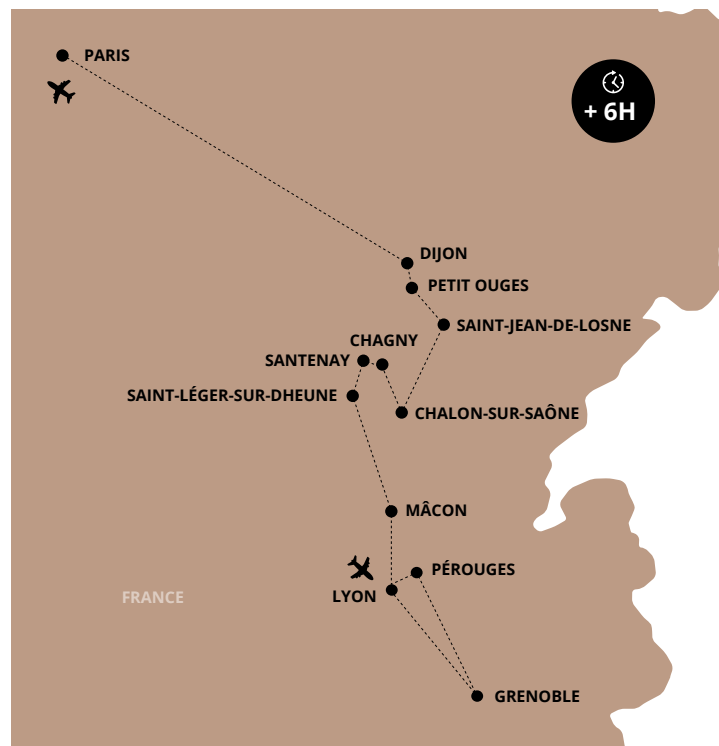 PARIS
+ 6H
DIJON
PETIT OUGES
SAINT-JEAN-DE-LOSNE
CHAGNY
SANTENAY
SAINT-LÉGER-SUR-DHEUNE
CHALON-SUR-SAÔNE
MÂCON
PÉROUGES
LYON
FRANCE
GRENOBLE